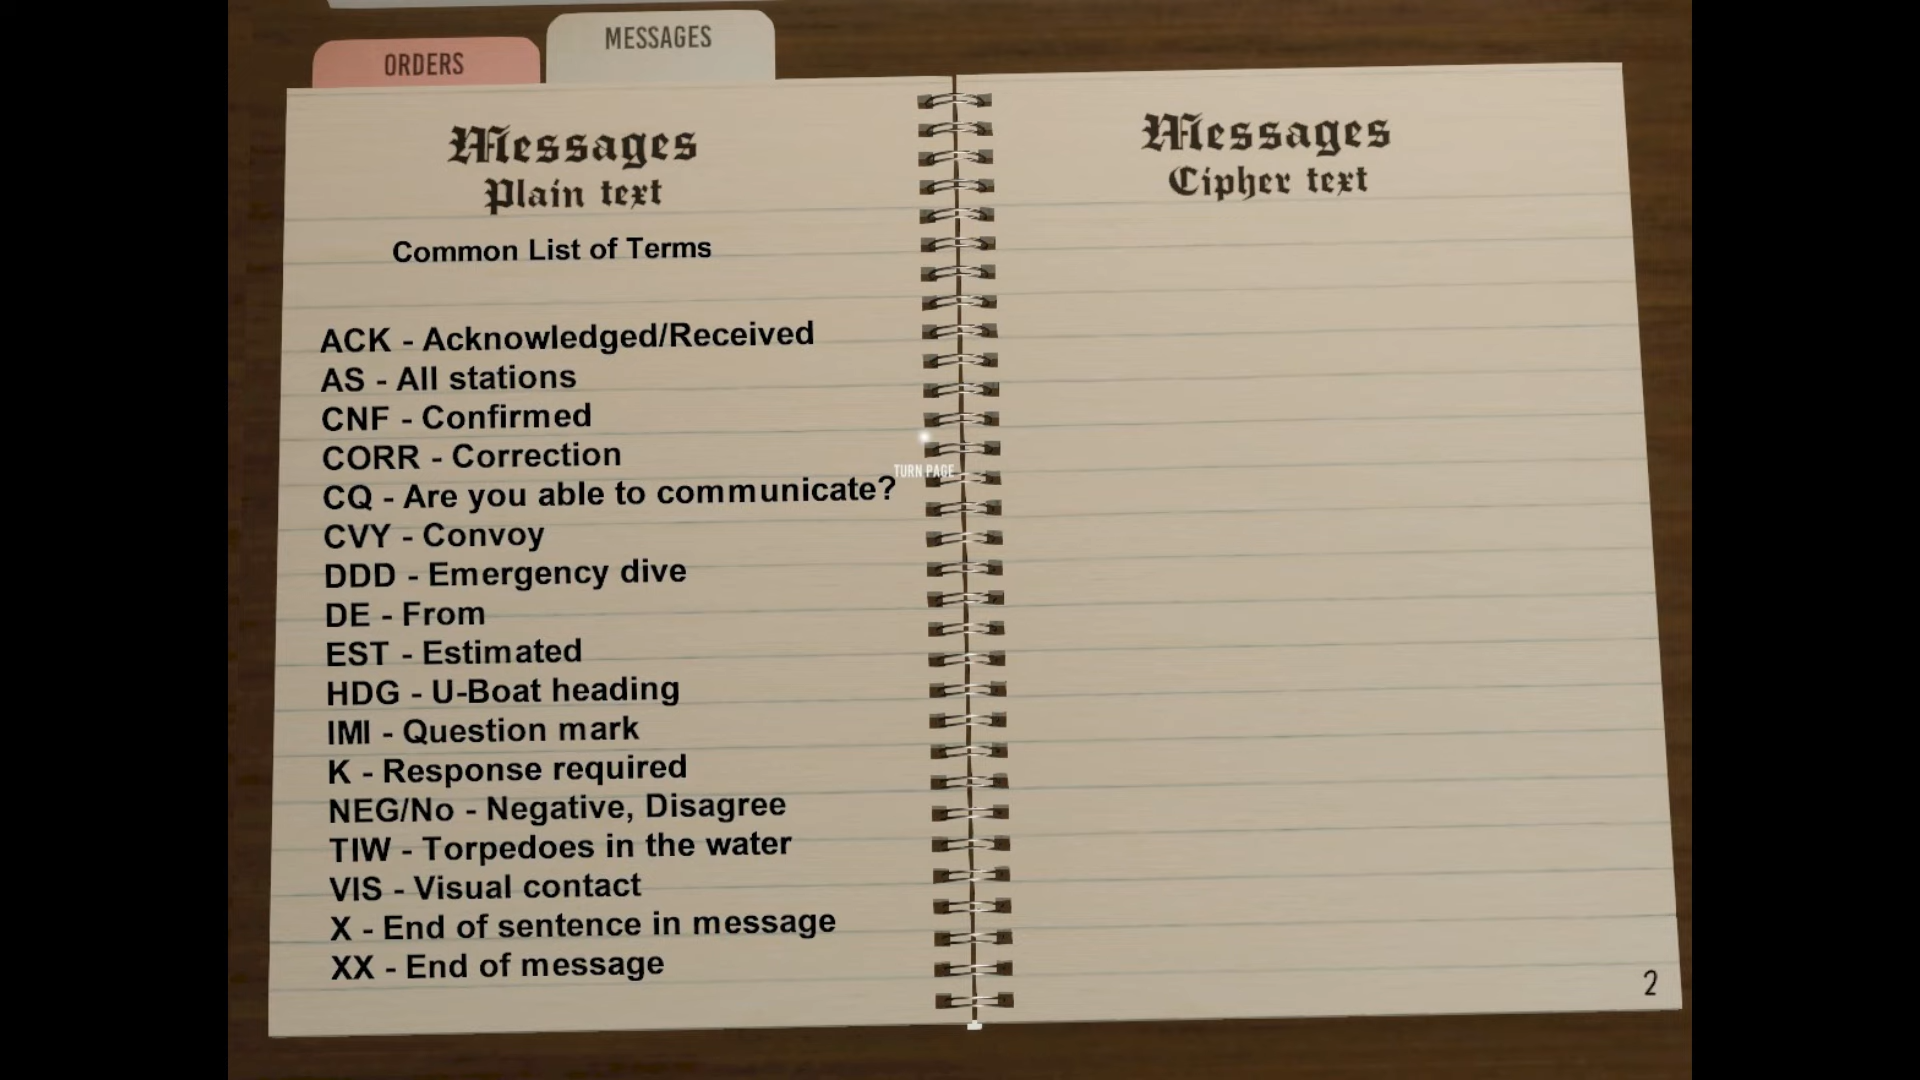 ORDERS
MESSAGES
Messages
Plain text
Common List of Terms
ACK - Acknowledged/Received
AS - All stations
CNF - Confirmed
CORR - Correction
CQ - Are you able to communicate?
CVY - Convoy
DDD - Emergency dive
DE - From
EST - Estimated
HDG - U-Boat heading
IMI - Question mark
K - Response required
NEG/No - Negative, Disagree
TIW - Torpedoes in the water
VIS - Visual contact
X - End of sentence in message
XX - End of message
TURN PAGE
Messages
Cipher text
2